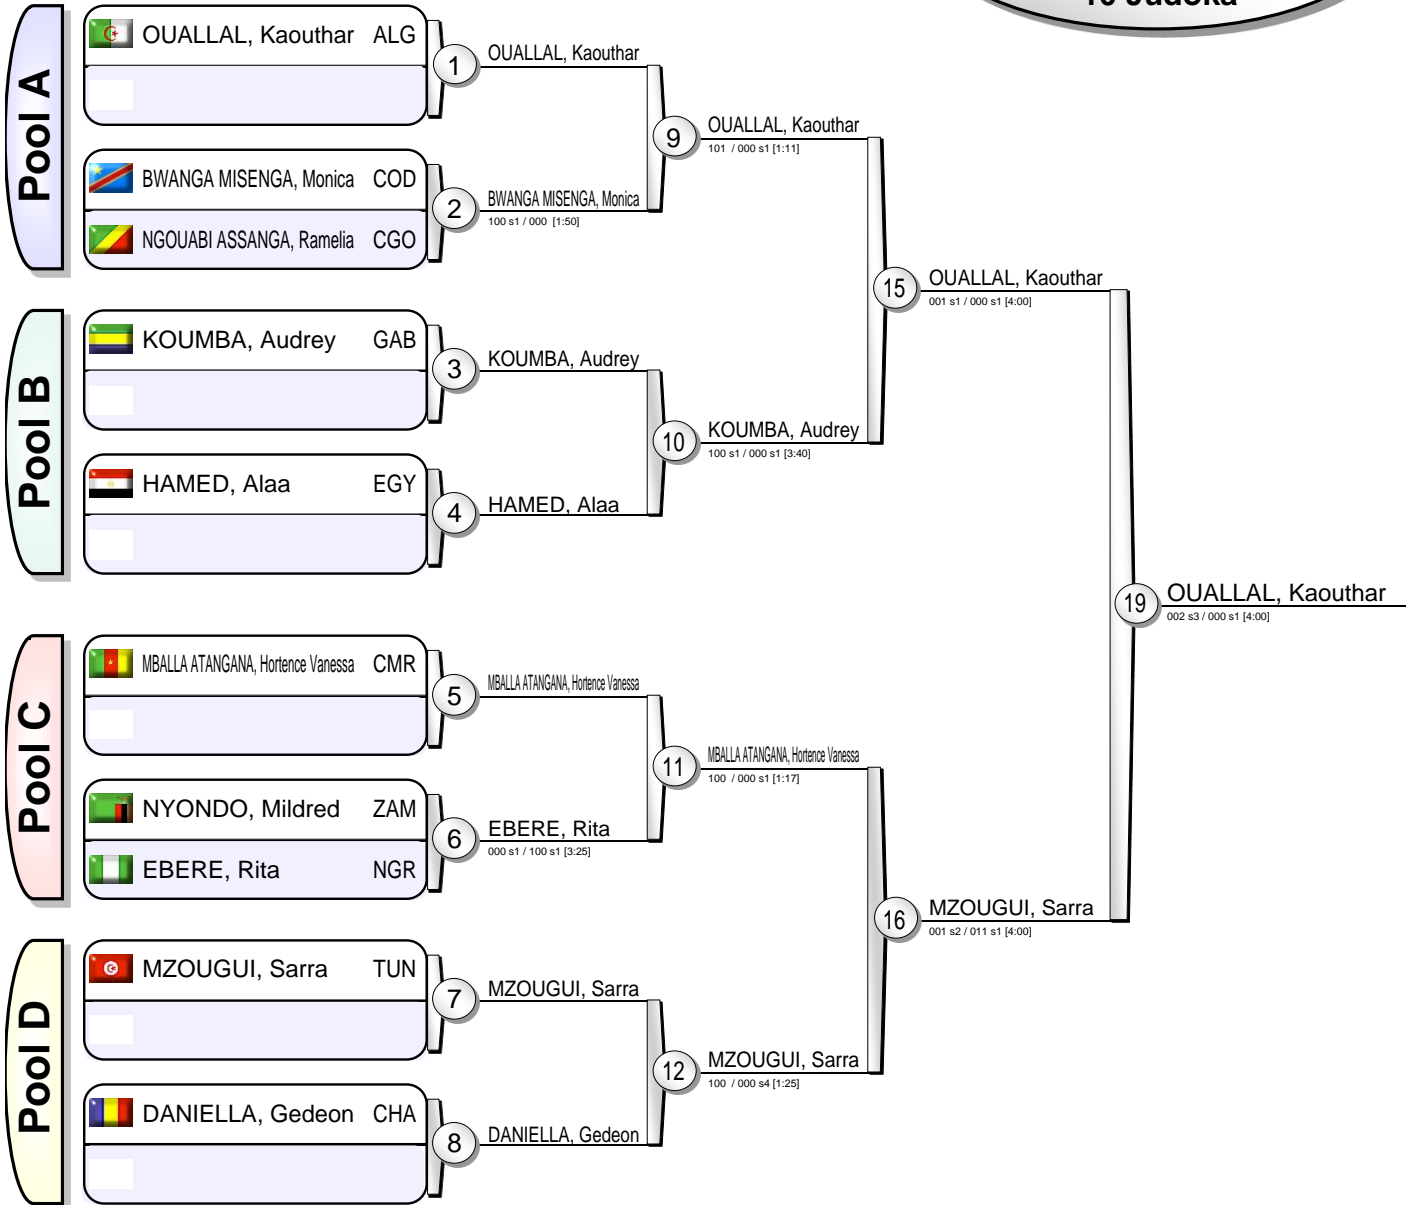 10 Judoka
Pool A
OUALLAL, Kaouthar ALG
BWANGA MISENGA, Monica COD
NGOUABI ASSANGA, Ramelia CGO
Pool B
KOUMBA, Audrey GAB
HAMED, Alaa EGY
Pool C
MBALLA ATANGANA, Hortence Vanessa CMR
NYONDO, Mildred ZAM
EBERE, Rita NGR
Pool D
MZOUGUI, Sarra TUN
DANIELLA, Gedeon CHA
1
OUALLAL, Kaouthar
2
BWANGA MISENGA, Monica
100 s1 / 000 [1:50]
3
KOUMBA, Audrey
4
HAMED, Alaa
5
MBALLA ATANGANA, Hortence Vanessa
6
EBERE, Rita
000 s1 / 100 s1 [3:25]
7
MZOUGUI, Sarra
8
DANIELLA, Gedeon
9
OUALLAL, Kaouthar
101 / 000 s1 [1:11]
10
KOUMBA, Audrey
100 s1 / 000 s1 [3:40]
11
MBALLA ATANGANA, Hortence Vanessa
100 / 000 s1 [1:17]
12
MZOUGUI, Sarra
100 / 000 s4 [1:25]
15
OUALLAL, Kaouthar
001 s1 / 000 s1 [4:00]
16
MZOUGUI, Sarra
001 s2 / 011 s1 [4:00]
19
OUALLAL, Kaouthar
002 s3 / 000 s1 [4:00]